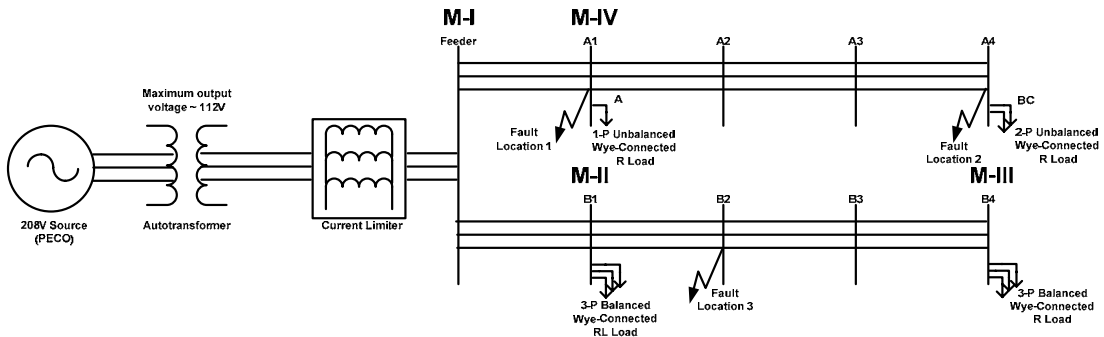 M-I
M-IV
Feeder
A1
A2
A3
A4
Maximum output
voltage ~ 112V
A
BC
Fault
Location 1
1-P Unbalanced
Wye-Connected
R Load
Fault
Location 2
2-P Unbalanced
Wye-Connected
R Load
M-II
M-III
B1
B2
B3
B4
208V Source
(PECO)
Autotransformer
Current Limiter
3-P Balanced
Wye-Connected
RL Load
Fault
Location 3
3-P Balanced
Wye-Connected
R Load